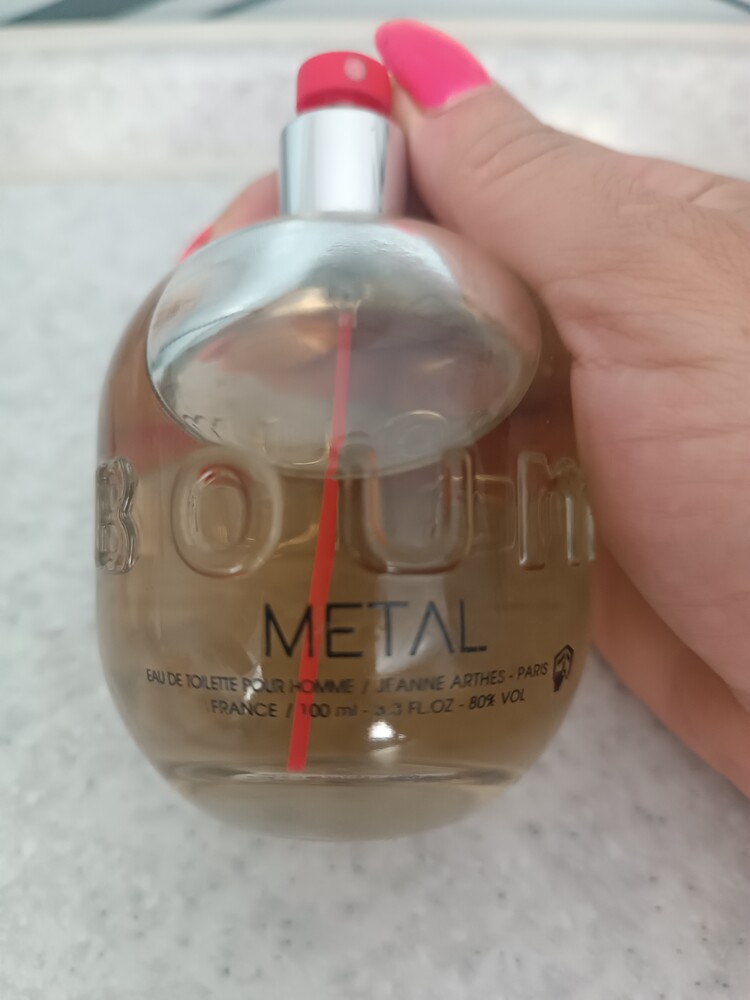 BOUM
METAL
EAU DE TOILETTE POUR HOMME / JEANNE ARTHES - PARIS
FRANCE / 100 ml - 3.3 FL.OZ - 80% VOL